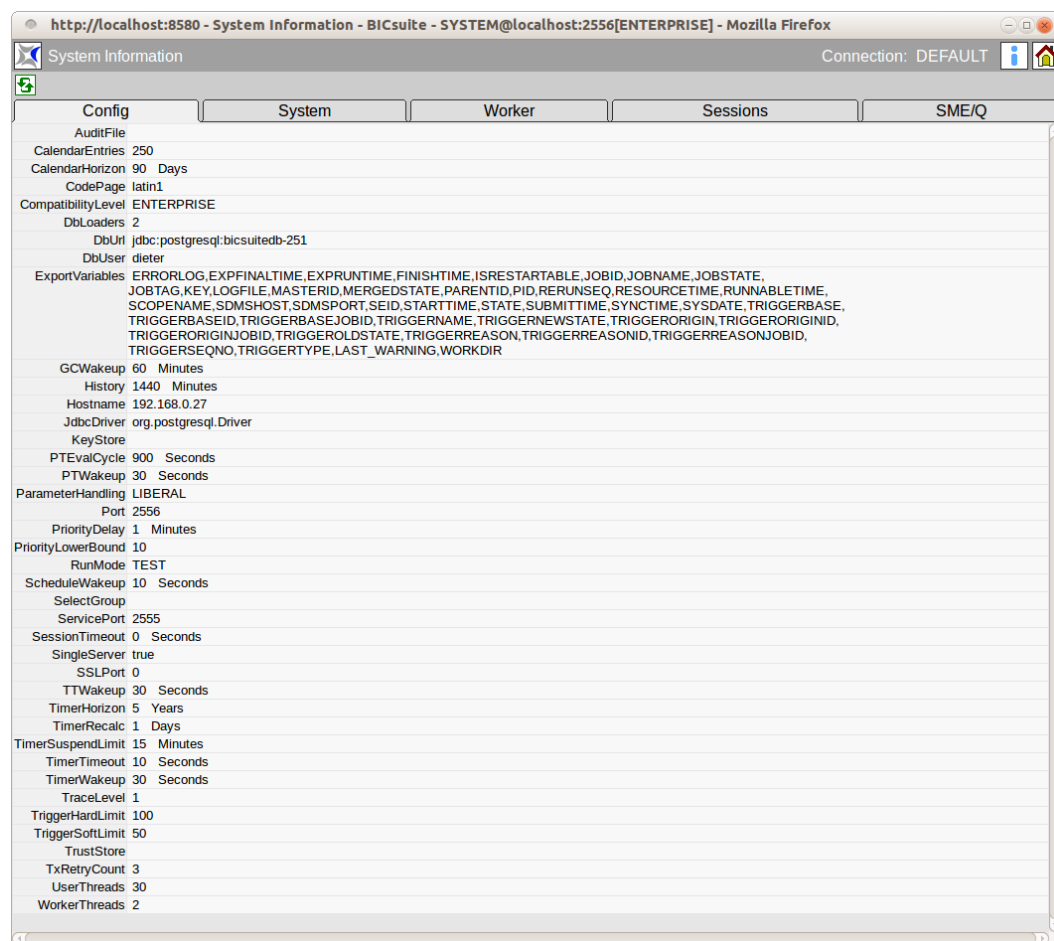 http://localhost:8580 - System Information - BICsuite - SYSTEM@localhost:2556[ENTERPRISE] - Mozilla Firefox
System Information Connection: DEFAULT
Config System Worker Sessions SME/Q
AuditFile
CalendarEntries 250
CalendarHorizon 90 Days
CodePage latin1
CompatibilityLevel ENTERPRISE
DbLoaders 2
DbUrl jdbc:postgresql:bicsuitedb-251
DbUser dieter
ExportVariables ERRORLOG,EXPFINALTIME,EXPRUNTIME,FINISHTIME,ISRESTARTABLE,JOBID,JOBNAME,JOBSTATE,
JOBTAG,KEY,LOGFILE,MASTERID,MERGEDSTATE,PARENTID,PID,RERUNSEQ,RESOURCETIME,RUNNABLETIME,
SCOPENAME,SDMSHOST,SDMSPORT,SEID,STARTTIME,STATE,SUBMITTIME,SYNCTIME,SYSDATE,TRIGGERBASE,
TRIGGERBASEID,TRIGGERBASEJOBID,TRIGGERNAME,TRIGGERNEWSTATE,TRIGGERORIGIN,TRIGGERORIGINID,
TRIGGERORIGINJOBID,TRIGGEROLDSTATE,TRIGGERREASON,TRIGGERREASONID,TRIGGERREASONJOBID,
TRIGGERSEQNO,TRIGGERTYPE,LAST_WARNING,WORKDIR
GCWakeup 60 Minutes
History 1440 Minutes
Hostname 192.168.0.27
JdbcDriver org.postgresql.Driver
KeyStore
PTEvalCycle 900 Seconds
PTWakeup 30 Seconds
ParameterHandling LIBERAL
Port 2556
PriorityDelay 1 Minutes
PriorityLowerBound 10
RunMode TEST
ScheduleWakeup 10 Seconds
SelectGroup
ServicePort 2555
SessionTimeout 0 Seconds
SingleServer true
SSLPort 0
TTWakeup 30 Seconds
TimerHorizon 5 Years
TimerRecalc 1 Days
TimerSuspendLimit 15 Minutes
TimerTimeout 10 Seconds
TimerWakeup 30 Seconds
TraceLevel 1
TriggerHardLimit 100
TriggerSoftLimit 50
TrustStore
TxRetryCount 3
UserThreads 30
WorkerThreads 2